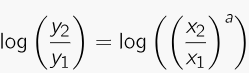 log(y₂/y₁) = log((x₂/x₁)ᵃ)